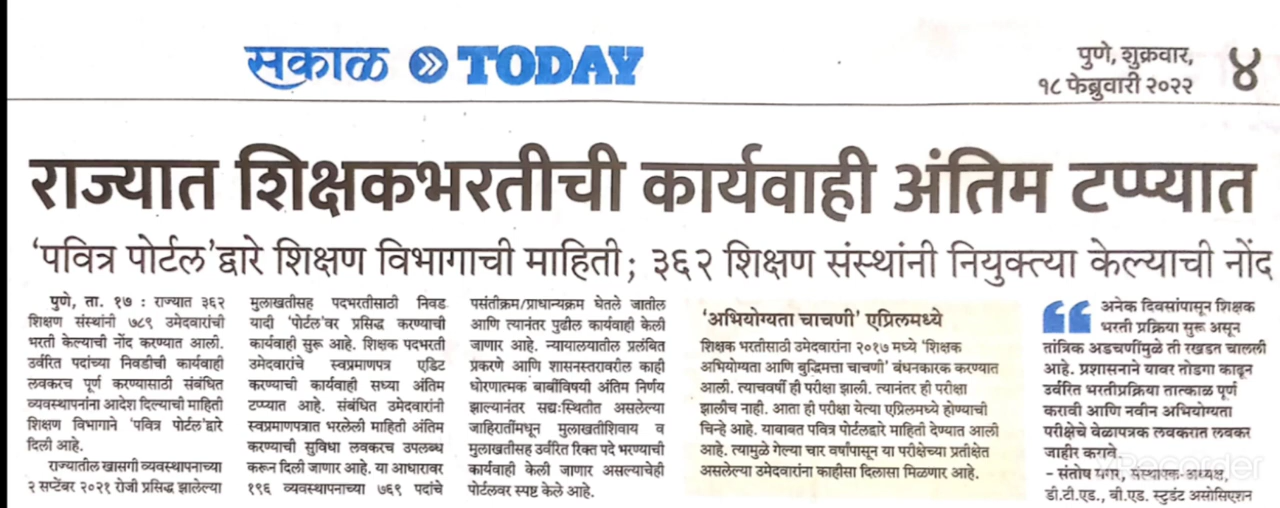 सकाळ » TODAY
पुणे, शुक्रवार,
१८ फेब्रुवारी २०२२
४
राज्यात शिक्षकभरतीची कार्यवाही अंतिम टप्प्यात
‘पवित्र पोर्टल’द्वारे शिक्षण विभागाची माहिती; ३६२ शिक्षण संस्थांनी नियुक्त्या केल्याची नोंद
पुणे, ता. १७ : राज्यात ३६२
शिक्षण संस्थांनी ७८९ उमेदवारांची
भरती केल्याची नोंद करण्यात आली.
उर्वरित पदांच्या निवडीची कार्यवाही
लवकरच पूर्ण करण्यासाठी संबंधित
व्यवस्थापनांना आदेश दिल्याची माहिती
शिक्षण विभागाने ‘पवित्र पोर्टल’द्वारे
दिली आहे.
राज्यातील खासगी व्यवस्थापनाच्या
२ सप्टेंबर २०२१ रोजी प्रसिद्ध झालेल्या
मुलाखतीसह पदभरतीसाठी निवड
यादी ‘पोर्टल’वर प्रसिद्ध करण्याची
कार्यवाही सुरू आहे. शिक्षक पदभरती
उमेदवारांचे स्वप्रमाणपत्र एडिट
करण्याची कार्यवाही सध्या अंतिम
टप्प्यात आहे. संबंधित उमेदवारांनी
स्वप्रमाणपत्रात भरलेली माहिती अंतिम
करण्याची सुविधा लवकरच उपलब्ध
करून दिली जाणार आहे. या आधारावर
१९६ व्यवस्थापनाच्या ७६९ पदांचे
पसंतीक्रम/प्राधान्यक्रम घेतले जातील
आणि त्यानंतर पुढील कार्यवाही केली
जाणार आहे. न्यायालयातील प्रलंबित
प्रकरणे आणि शासनस्तरावरील काही
धोरणात्मक बाबींविषयी अंतिम निर्णय
झाल्यानंतर सद्यःस्थितीत असलेल्या
जाहिरातींमधून मुलाखतीशिवाय व
मुलाखतीसह उर्वरित रिक्त पदे भरण्याची
कार्यवाही केली जाणार असल्याचेही
पोर्टलवर स्पष्ट केले आहे.
‘अभियोग्यता चाचणी’ एप्रिलमध्ये
शिक्षक भरतीसाठी उमेदवारांना २०१७ मध्ये ‘शिक्षक
अभियोग्यता आणि बुद्धिमत्ता चाचणी’ बंधनकारक करण्यात
आली. त्याचवर्षी ही परीक्षा झाली. त्यानंतर ही परीक्षा
झालीच नाही. आता ही परीक्षा येत्या एप्रिलमध्ये होण्याची
चिन्हे आहे. याबाबत पवित्र पोर्टलद्वारे माहिती देण्यात आली
आहे. त्यामुळे गेल्या चार वर्षांपासून या परीक्षेच्या प्रतीक्षेत
असलेल्या उमेदवारांना काहीसा दिलासा मिळणार आहे.
❝ अनेक दिवसांपासून शिक्षक
भरती प्रक्रिया सुरू असून
तांत्रिक अडचणींमुळे ती रखडत चालली
आहे. प्रशासनाने यावर तोडगा काढून
उर्वरित भरतीप्रक्रिया तात्काळ पूर्ण
करावी आणि नवीन अभियोग्यता
परीक्षेचे वेळापत्रक लवकरात लवकर
जाहीर करावे.
- संतोष मगर, संस्थापक-अध्यक्ष,
डी.टी.एड., बी.एड. स्टुडंट असोसिएशन
XRecorder